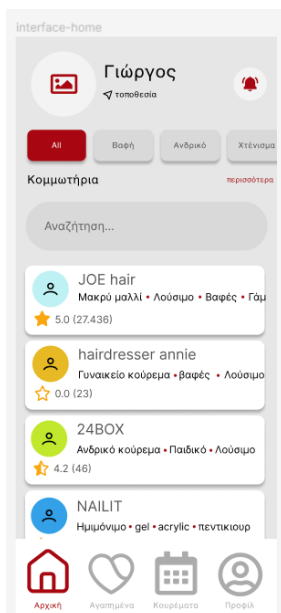 interface-home
Γιώργος
τοποθεσία
All
Βαφή
Ανδρικό
Χτένισμα
Κομμωτήρια
περισσότερα
Αναζήτηση...
JOE hair
Μακρύ μαλλί • Λούσιμο • Βαφές • Γάμ
5.0 (27.436)
hairdresser annie
Γυναικείο κούρεμα • βαφές • Λούσιμο
0.0 (23)
24BOX
Ανδρικό κούρεμα • Παιδικό • Λούσιμο
4.2 (46)
NAILIT
Ημιμόνιμο • gel • acrylic • πεντικιουρ
Αρχική
Αγαπημένα
Κουρέματα
Προφίλ